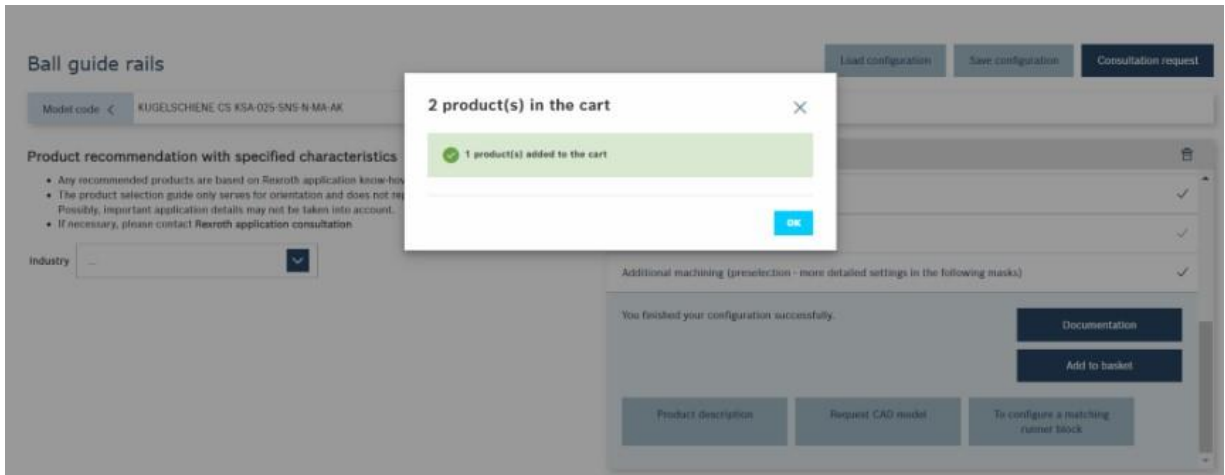 Ball guide rails
Load configuration
Save configuration
Consultation request
Model code
KUGELSCHIENE CS KSA-025-SNS-N-MA-AK
2 product(s) in the cart
1 product(s) added to the cart
OK
Product recommendation with specified characteristics
Any recommended products are based on Rexroth application know-how
The product selection guide only serves for orientation and does not
Possibly, important application details may not be taken into account.
If necessary, please contact Rexroth application consultation
Industry
...
Additional machining (preselection - more detailed settings in the following masks)
You finished your configuration successfully.
Documentation
Add to basket
Product description
Request CAD model
To configure a matching
runner block